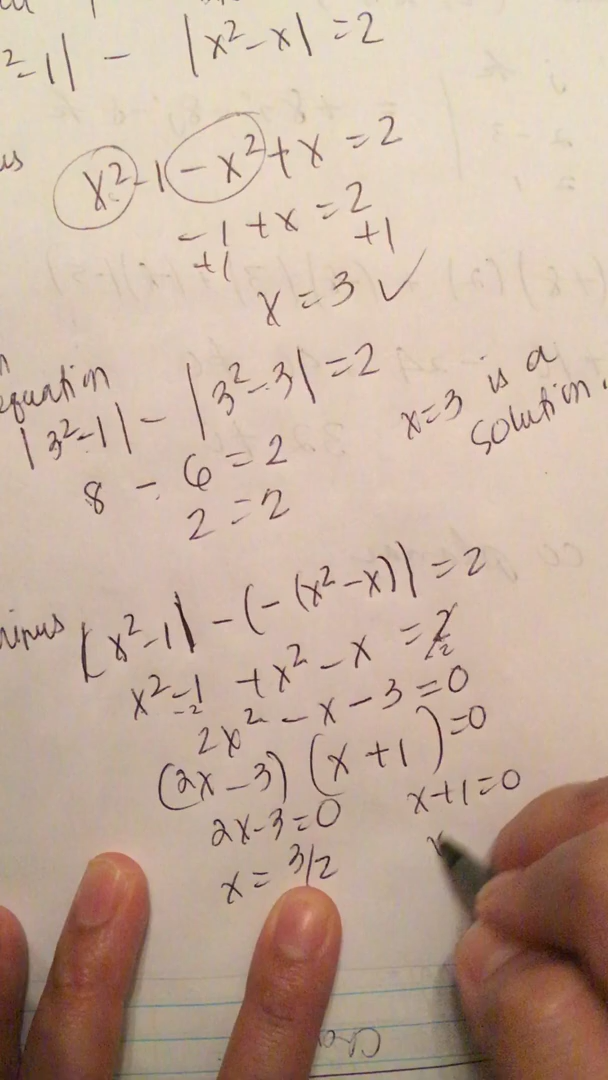 ²-1| - |x²-x| = 2
x²-1-x²+x = 2
-1+x = 2
+1 +1
x = 3 ✓
equation
|3²-1| - |3²-3| = 2
x=3 is a
solution.
8 - 6 = 2
2 = 2
|x²-1| - (-(x²-x)| = 2
x²-1 +x²-x = 2
-2 -2
2x²-x-3=0
(2x-3) (x+1)=0
2x-3=0 x+1=0
x = 3/2 x